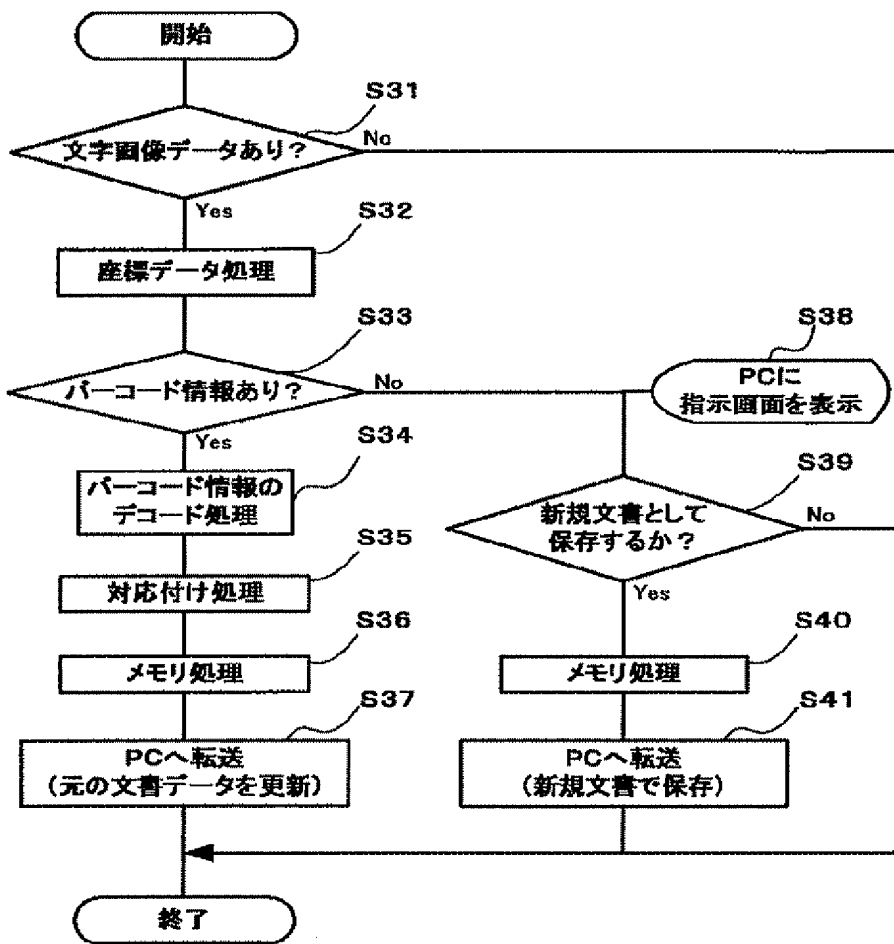 開始
S31
文字画像データあり?
No
Yes
S32
座標データ処理
S33
バーコード情報あり?
No
Yes
S34
バーコード情報の
デコード処理
S35
対応付け処理
S36
メモリ処理
S37
PCへ転送
(元の文書データを更新)
S38
PCに
指示画面を表示
S39
新規文書として
保存するか?
No
Yes
S40
メモリ処理
S41
PCへ転送
(新規文書で保存)
終了